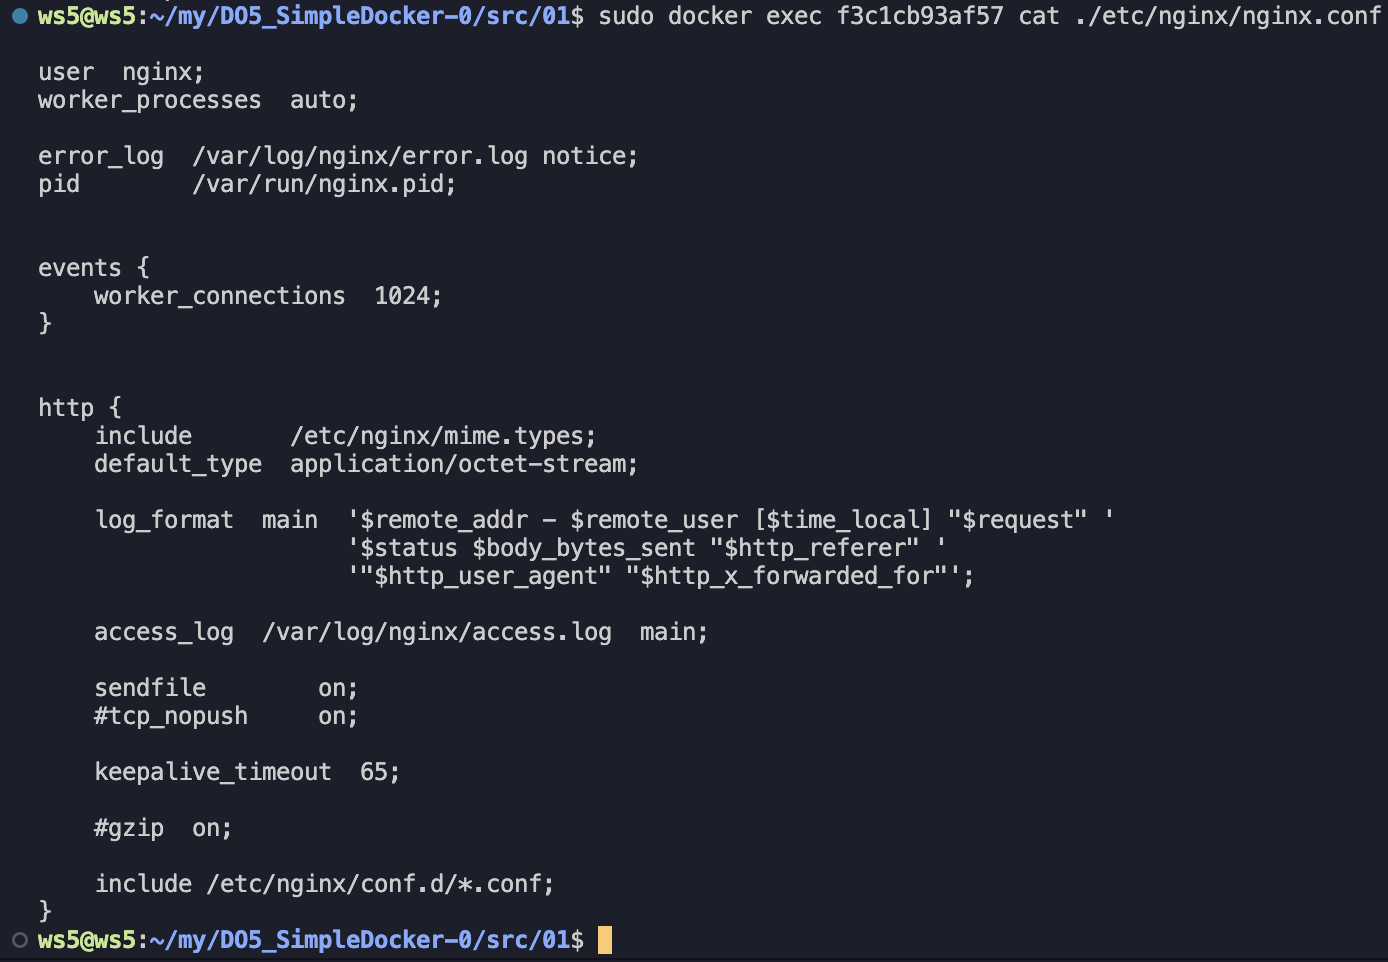 ws5@ws5:~/my/DO5_SimpleDocker-0/src/01$ sudo docker exec f3c1cb93af57 cat ./etc/nginx/nginx.conf
user  nginx;
worker_processes  auto;
error_log  /var/log/nginx/error.log notice;
pid        /var/run/nginx.pid;
events {
    worker_connections  1024;
}
http {
    include       /etc/nginx/mime.types;
    default_type  application/octet-stream;
    log_format  main  '$remote_addr - $remote_user [$time_local] "$request" '
                      '$status $body_bytes_sent "$http_referer" '
                      '"$http_user_agent" "$http_x_forwarded_for"';
    access_log  /var/log/nginx/access.log  main;
    sendfile        on;
    #tcp_nopush     on;
    keepalive_timeout  65;
    #gzip  on;
    include /etc/nginx/conf.d/*.conf;
}
ws5@ws5:~/my/DO5_SimpleDocker-0/src/01$